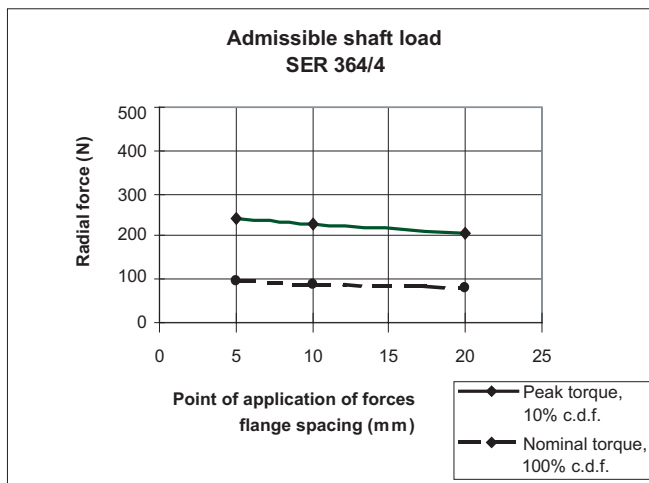 Admissible shaft load
SER 364/4
Radial force (N)
500
400
300
200
100
0
0
5
10
15
20
25
Point of application of forces
flange spacing (mm)
Peak torque,
10% c.d.f.
Nominal torque,
100% c.d.f.